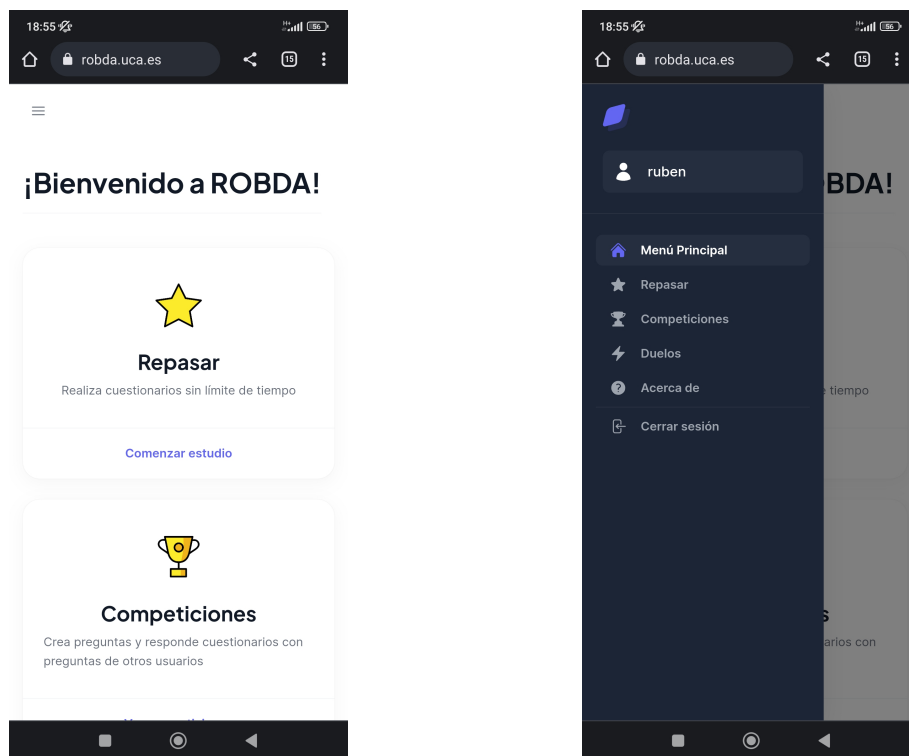 18:55
H+
56
robda.uca.es
15
¡Bienvenido a ROBDA!
Repasar
Realiza cuestionarios sin límite de tiempo
Comenzar estudio
Competiciones
Crea preguntas y responde cuestionarios con
preguntas de otros usuarios
18:55
H+
56
robda.uca.es
15
ruben
BDA!
Menú Principal
Repasar
Competiciones
Duelos
Acerca de
Cerrar sesión
e tiempo
s
arios con